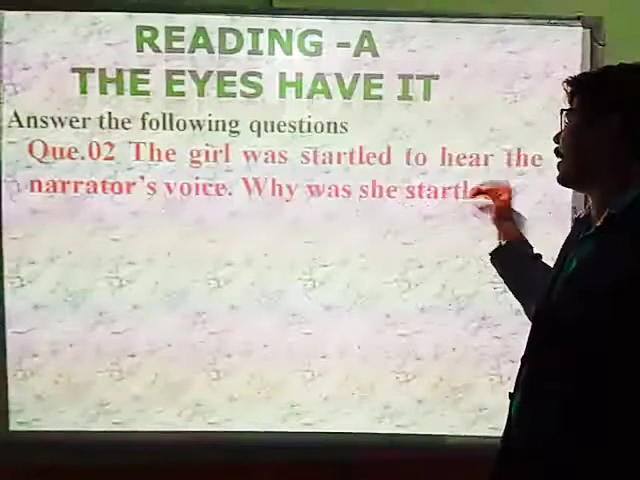 READING -A
THE EYES HAVE IT
Answer the following questions
Que.02 The girl was startled to hear the
narrator's voice. Why was she